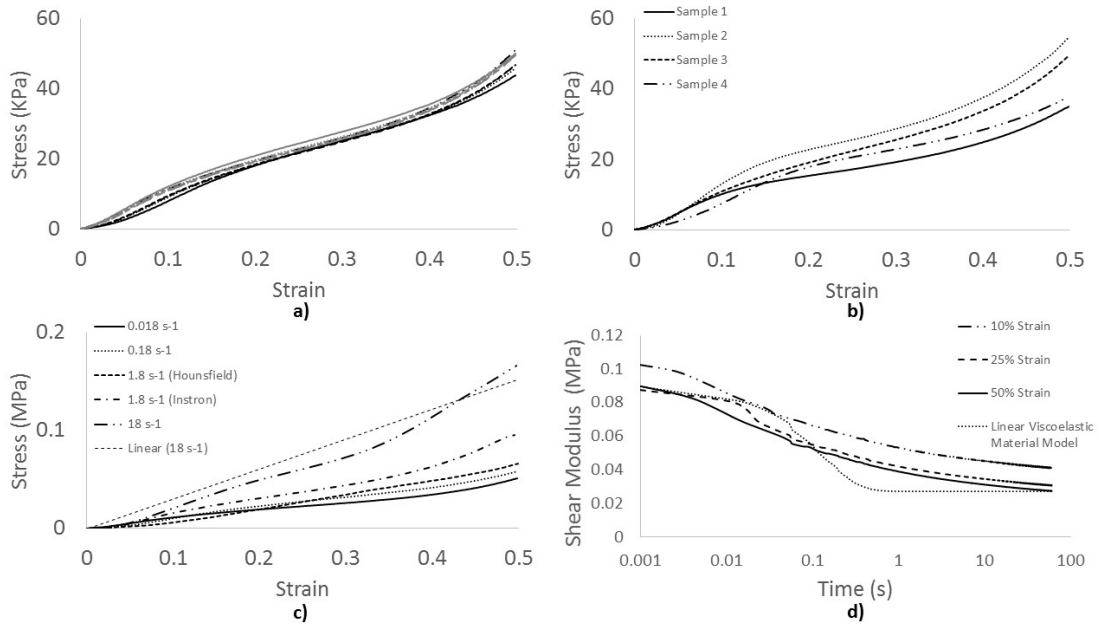 60
40
20
0
Stress (KPa)
0
0.1
0.2
0.3
0.4
0.5
Strain
a)
60
40
20
0
Stress (KPa)
Sample 1
Sample 2
Sample 3
Sample 4
0
0.1
0.2
0.3
0.4
0.5
Strain
b)
0.2
0.1
0
Stress (MPa)
0.018 s-1
0.18 s-1
1.8 s-1 (Hounsfield)
1.8 s-1 (Instron)
18 s-1
Linear (18 s-1)
0
0.1
0.2
0.3
0.4
0.5
Strain
c)
0.12
0.1
0.08
0.06
0.04
0.02
0
Shear Modulus (MPa)
10% Strain
25% Strain
50% Strain
Linear Viscoelastic
Material Model
0.001
0.01
0.1
1
10
100
Time (s)
d)